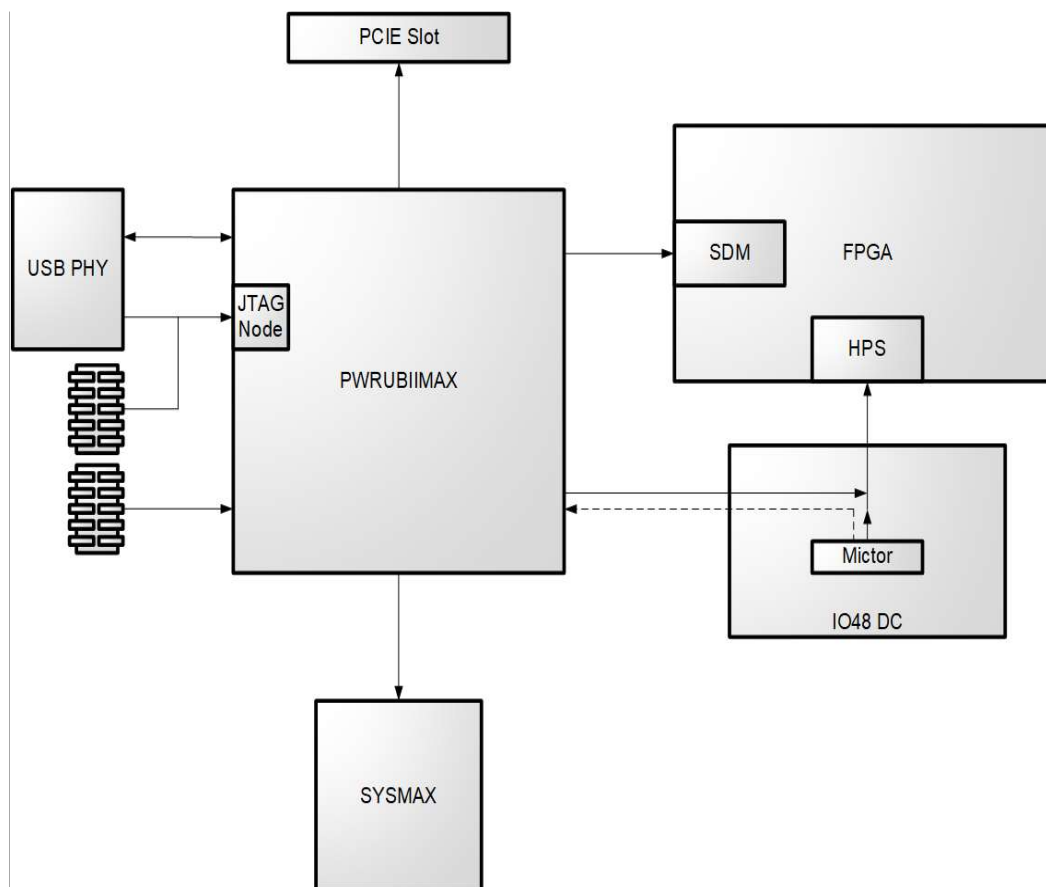 PCIE Slot
USB PHY
JTAG
Node
PWRUBIIMAX
SDM
FPGA
HPS
Mictor
IO48 DC
SYSMAX